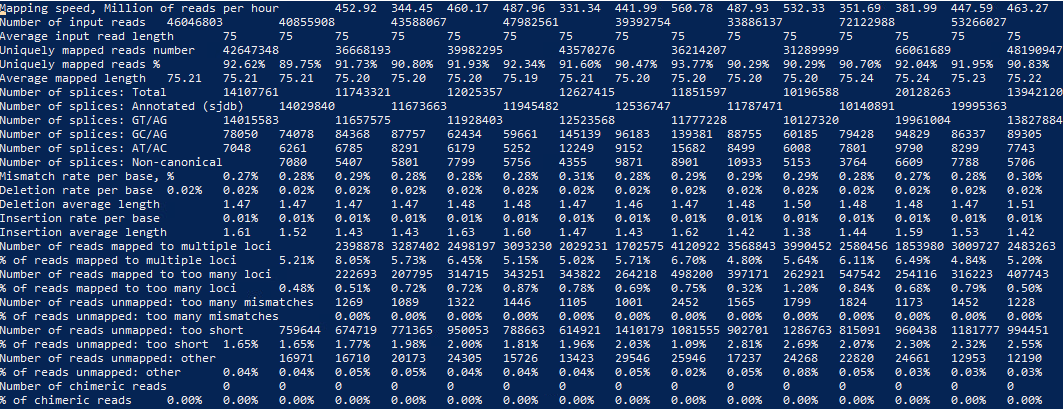 Mapping speed, Million of reads per hour 452.92 344.45 460.17 487.96 331.34 441.99 560.78 487.93 532.33 351.69 381.99 447.59 463.27
Number of input reads 46046803 40855908 43588067 47982561 39392754 33886137 72122988 53266027
Average input read length 75 75 75 75 75 75 75 75 75 75 75 75 75 75 75
Uniquely mapped reads number 42647348 36668193 39982295 43570276 36214207 31289999 66061689 48190947
Uniquely mapped reads % 92.62% 89.75% 91.73% 90.80% 91.93% 92.34% 91.60% 90.47% 93.77% 90.29% 90.29% 90.70% 92.04% 91.95% 90.83%
Average mapped length 75.21 75.21 75.21 75.20 75.20 75.20 75.19 75.21 75.20 75.21 75.20 75.24 75.24 75.23 75.22
Number of splices: Total 14107761 11743321 12025357 12627415 11851597 10196588 20128263 13942120
Number of splices: Annotated (sjdb) 14029840 11673663 11945482 12536747 11787471 10140891 19995363
Number of splices: GT/AG 14015583 11657575 11928403 12523568 11777228 10127320 19961004 13827884
Number of splices: GC/AG 78050 74078 84368 87757 62434 59661 145139 96183 139381 88755 60185 79428 94829 86337 89305
Number of splices: AT/AC 7048 6261 6785 8291 6179 5252 12249 9152 15682 8499 6008 7801 9790 8299 7743
Number of splices: Non-canonical 7080 5407 5801 7799 5756 4355 9871 8901 10933 5153 3764 6609 7788 5706
Mismatch rate per base, % 0.27% 0.28% 0.29% 0.28% 0.28% 0.28% 0.31% 0.28% 0.29% 0.29% 0.29% 0.28% 0.27% 0.28% 0.30%
Deletion rate per base 0.02% 0.02% 0.02% 0.02% 0.02% 0.02% 0.02% 0.02% 0.02% 0.02% 0.02% 0.02% 0.02% 0.02% 0.02% 0.02%
Deletion average length 1.47 1.47 1.47 1.47 1.48 1.48 1.47 1.46 1.47 1.48 1.50 1.48 1.48 1.47 1.51
Insertion rate per base 0.01% 0.01% 0.01% 0.01% 0.01% 0.01% 0.01% 0.01% 0.01% 0.01% 0.01% 0.01% 0.01% 0.01% 0.01%
Insertion average length 1.61 1.52 1.43 1.43 1.63 1.60 1.47 1.43 1.62 1.42 1.38 1.44 1.59 1.53 1.42
Number of reads mapped to multiple loci 2398878 3287402 2498197 3093230 2029231 1702575 4120922 3568843 3990452 2580456 1853980 3009727 2483263
% of reads mapped to multiple loci 5.21% 8.05% 5.73% 6.45% 5.15% 5.02% 5.71% 6.70% 4.80% 5.64% 6.11% 6.49% 4.84% 5.20%
Number of reads mapped to too many loci 222693 207795 314715 343251 343822 264218 498200 397171 262921 547542 254116 316223 407743
% of reads mapped to too many loci 0.48% 0.51% 0.72% 0.72% 0.87% 0.78% 0.69% 0.75% 0.32% 1.20% 0.84% 0.68% 0.79% 0.50%
Number of reads unmapped: too many mismatches 1269 1089 1322 1446 1105 1001 2452 1565 1799 1824 1173 1452 1228
% of reads unmapped: too many mismatches 0.00% 0.00% 0.00% 0.00% 0.00% 0.00% 0.00% 0.00% 0.00% 0.00% 0.00% 0.00% 0.00%
Number of reads unmapped: too short 759644 674719 771365 950053 788663 614921 1410179 1081555 902701 1286763 815091 960438 1181777 994451
% of reads unmapped: too short 1.65% 1.65% 1.77% 1.98% 2.00% 1.81% 1.96% 2.03% 1.09% 2.81% 2.69% 2.07% 2.30% 2.32% 2.55%
Number of reads unmapped: other 16971 16710 20173 24305 15726 13423 29546 25946 17237 24268 22820 24661 12953 12190
% of reads unmapped: other 0.04% 0.04% 0.05% 0.05% 0.04% 0.04% 0.04% 0.05% 0.02% 0.05% 0.08% 0.05% 0.03% 0.03%
Number of chimeric reads 0 0 0 0 0 0 0 0 0 0 0 0 0 0 0
% of chimeric reads 0.00% 0.00% 0.00% 0.00% 0.00% 0.00% 0.00% 0.00% 0.00% 0.00% 0.00% 0.00% 0.00% 0.00% 0.00% 0.00%